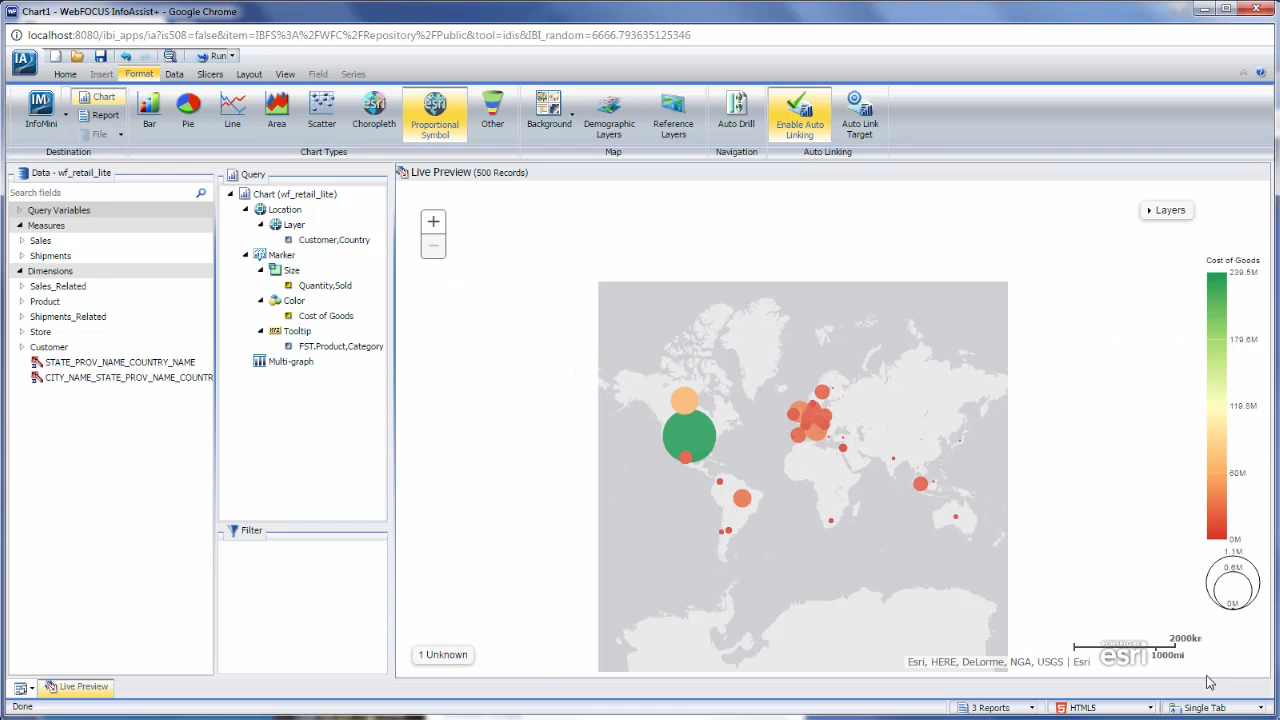 Chart1 - WebFOCUS InfoAssist+ - Google Chrome
localhost:8080/ibi_apps/ia?is508=false&item=IBFS%3A%2FWFC%2FRepository%2FPublic&tool=idis&IBI_random=6666.793635125346
IA
Run
Home Insert Format Data Slicers Layout View Field Series
InfoMini
Chart
Report
File
Bar
Pie
Line
Area
Scatter
esri
Choropleth
esri
Proportional
Symbol
Other
Background
Demographic
Layers
Reference
Layers
Auto Drill
Enable Auto
Linking
Auto Link
Target
Destination
Chart Types
Map
Navigation
Auto Linking
Data - wf_retail_lite
Search fields
Query Variables
Measures
Sales
Shipments
Dimensions
Sales_Related
Product
Shipments_Related
Store
Customer
STATE_PROV_NAME_COUNTRY_NAME
CITY_NAME_STATE_PROV_NAME_COUNTR
Query
Chart (wf_retail_lite)
Location
Layer
Customer,Country
Marker
Size
Quantity,Sold
Color
Cost of Goods
Tooltip
FST.Product,Category
Multi-graph
Filter
Live Preview (500 Records)
+
−
Layers
Cost of Goods
239.5M
179.6M
119.8M
60M
0M
1.1M
0.6M
0M
1 Unknown
2000km
1000mi
POWERED BY
esri
Esri, HERE, DeLorme, NGA, USGS | Esri
Live Preview
Done
3 Reports
HTML5
Single Tab